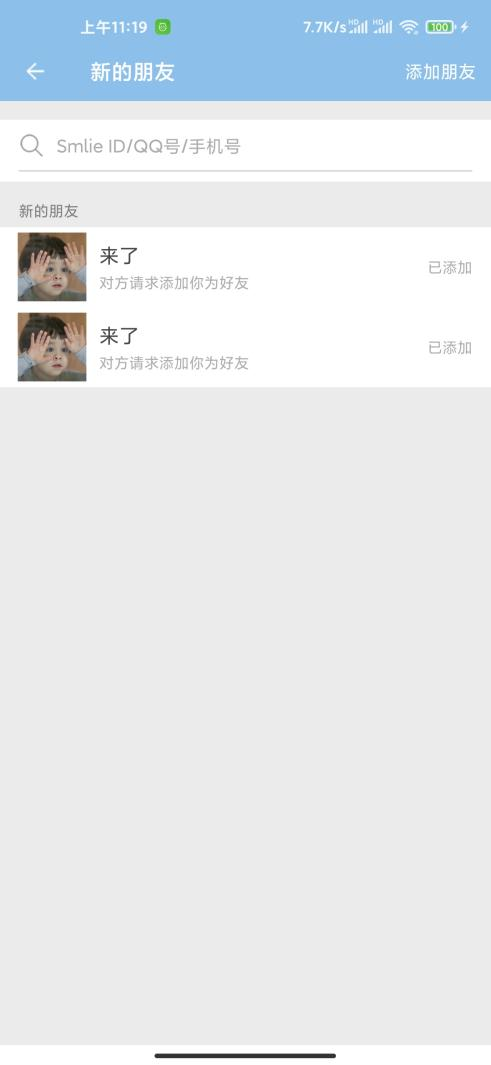 上午11:19 7.7K/s HD HD 100
新的朋友 添加朋友
Smlie ID/QQ号/手机号
新的朋友
来了
对方请求添加你为好友 已添加
来了
对方请求添加你为好友 已添加